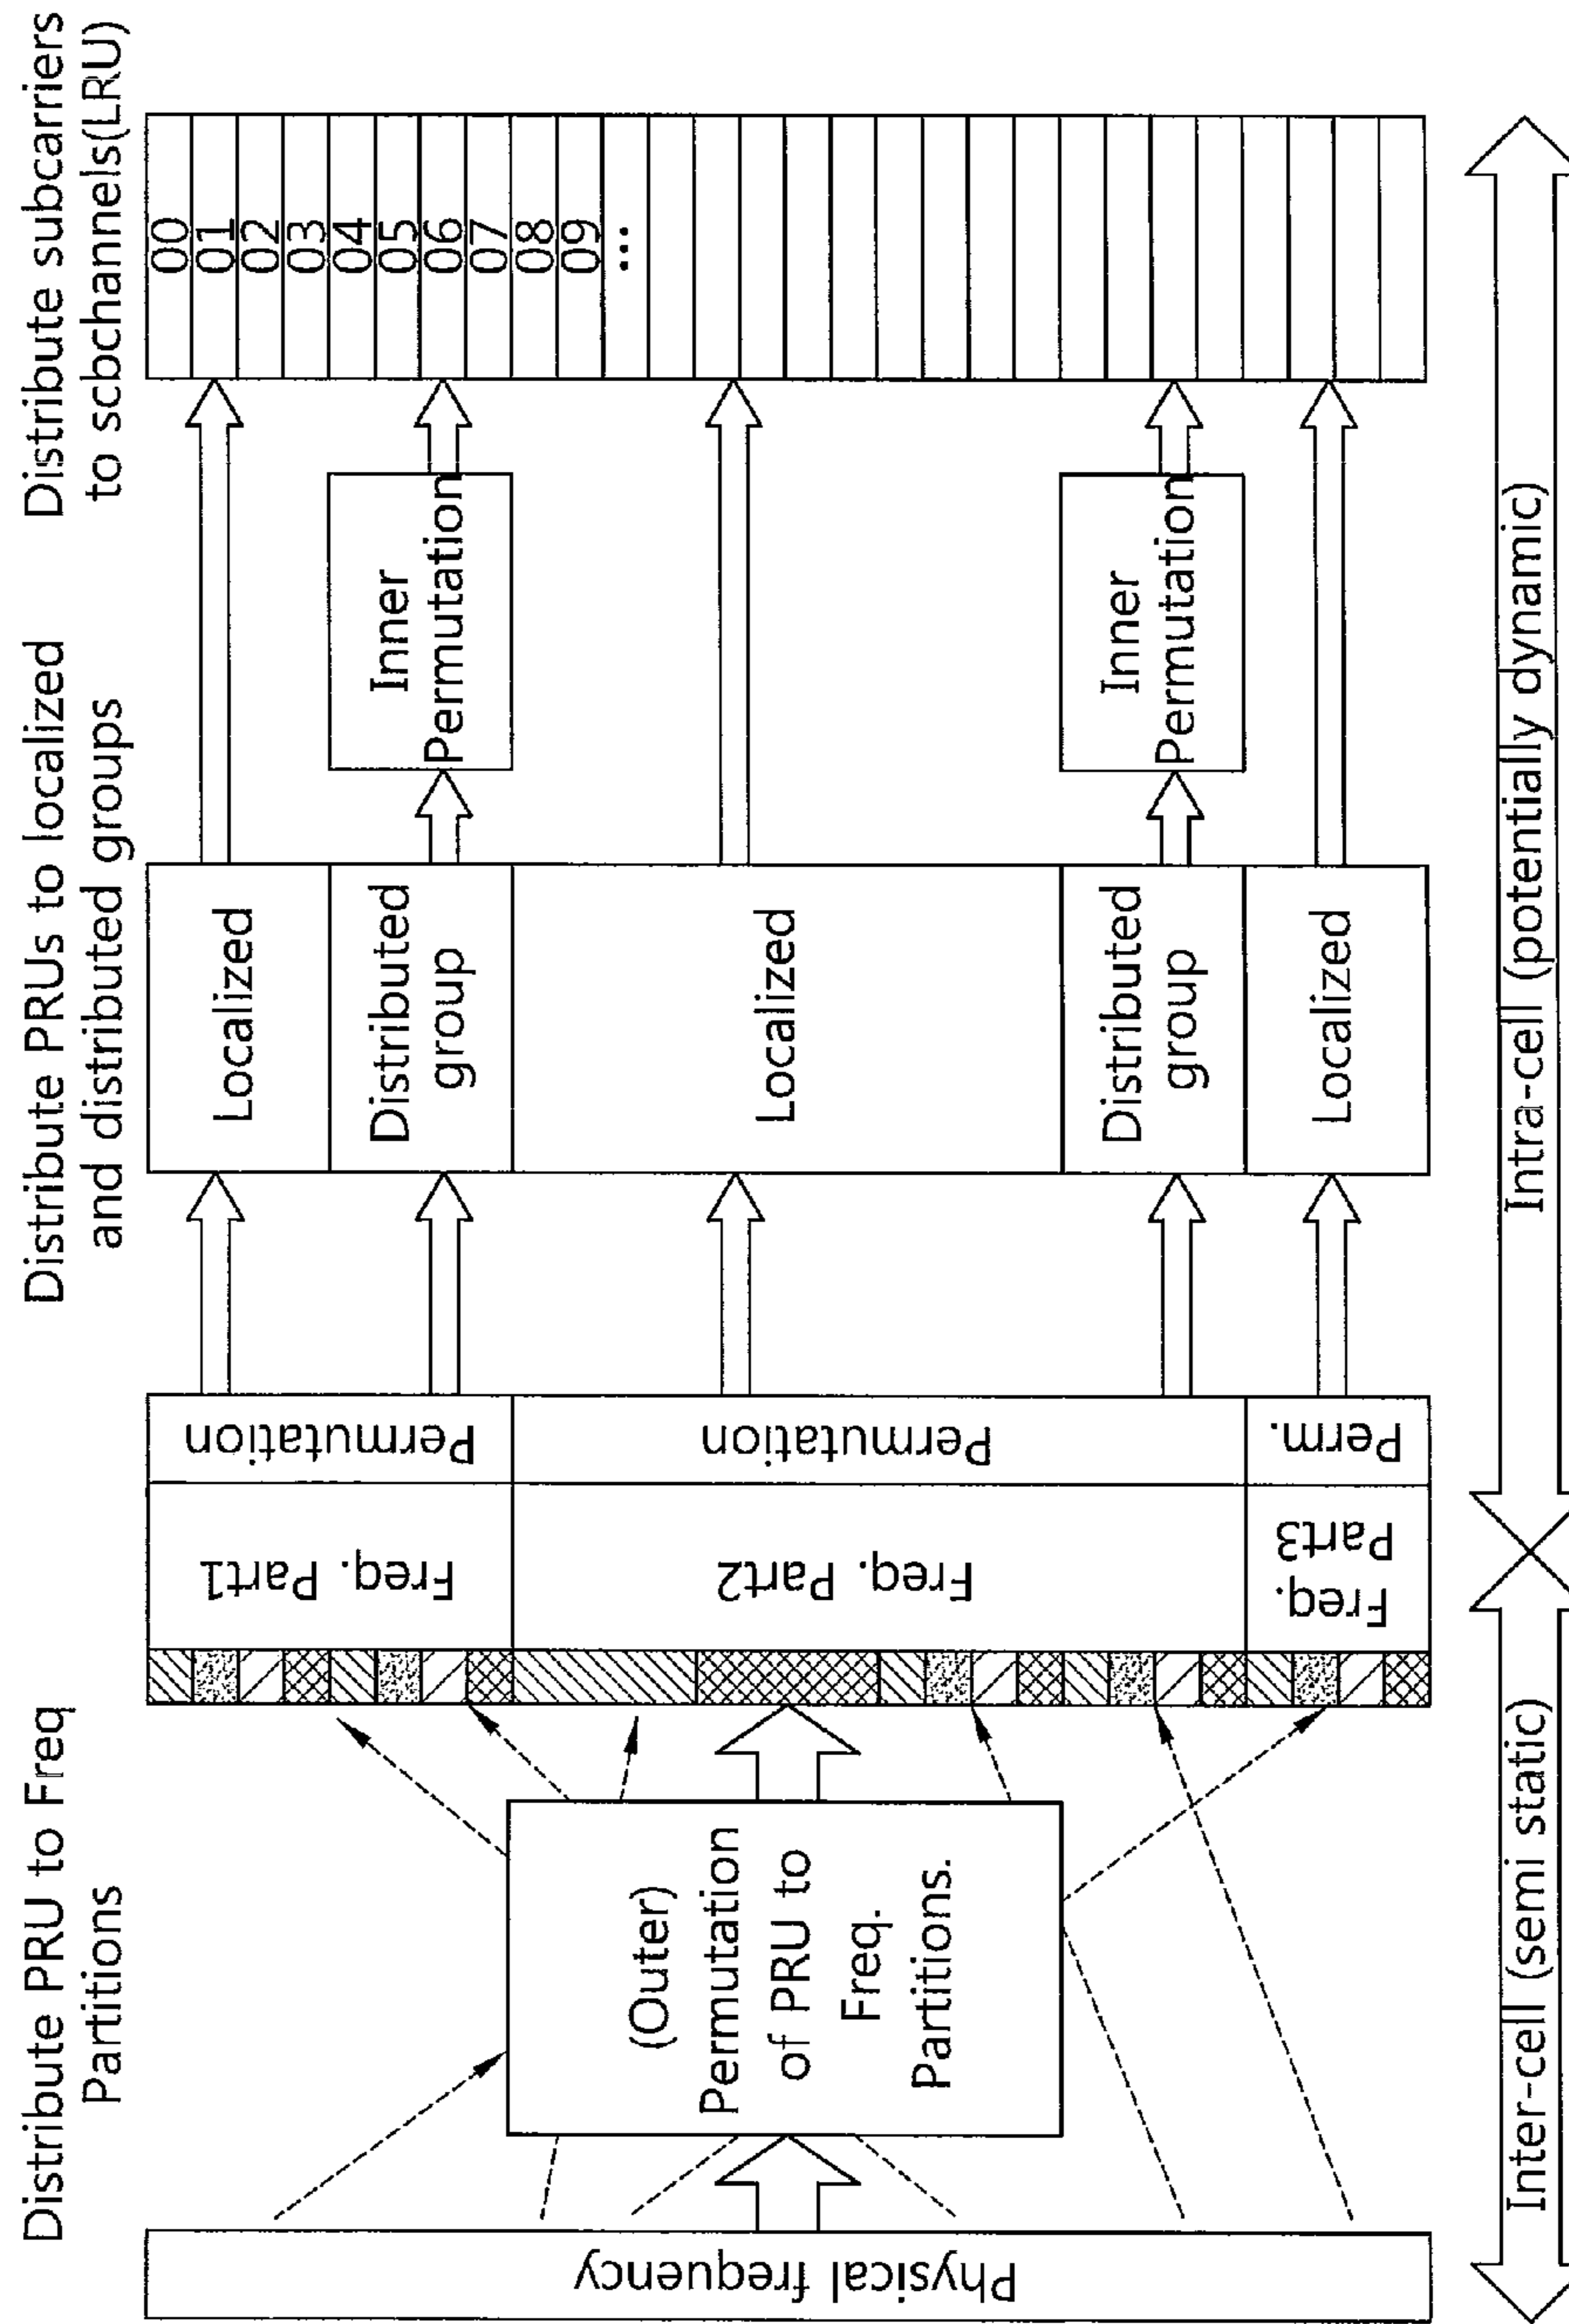 Distribute PRU to Freq
Partitions
Distribute PRUs to localized
and distributed groups
Distribute subcarriers
to scbchannels(LRU)
Physical frequency
(Outer)
Permutation
of PRU to
Freq.
Partitions.
Freq. Part1
Freq. Part2
Freq.
Part3
Permutation
Permutation
Perm.
Localized
Distributed
group
Localized
Distributed
group
Localized
Inner
Permutation
Inner
Permutation
00
01
02
03
04
05
06
07
08
09
...
Inter-cell (semi static)
Intra-cell (potentially dynamic)